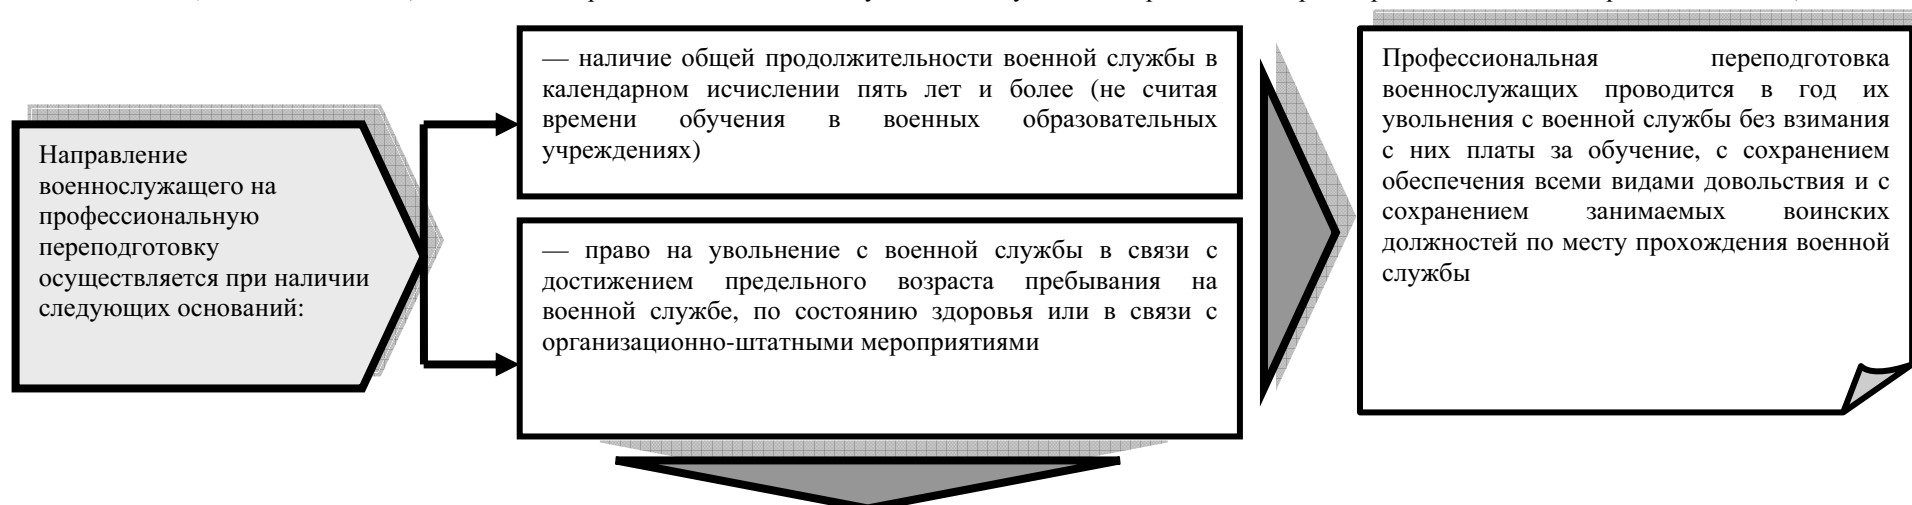 Направление
военнослужащего на
профессиональную
переподготовку
осуществляется при наличии
следующих оснований:
— наличие общей продолжительности военной службы в
календарном исчислении пять лет и более (не считая
времени обучения в военных образовательных
учреждениях)
— право на увольнение с военной службы в связи с
достижением предельного возраста пребывания на
военной службе, по состоянию здоровья или в связи с
организационно-штатными мероприятиями
Профессиональная переподготовка
военнослужащих проводится в год их
увольнения с военной службы без взимания
с них платы за обучение, с сохранением
обеспечения всеми видами довольствия и с
сохранением занимаемых воинских
должностей по месту прохождения военной
службы